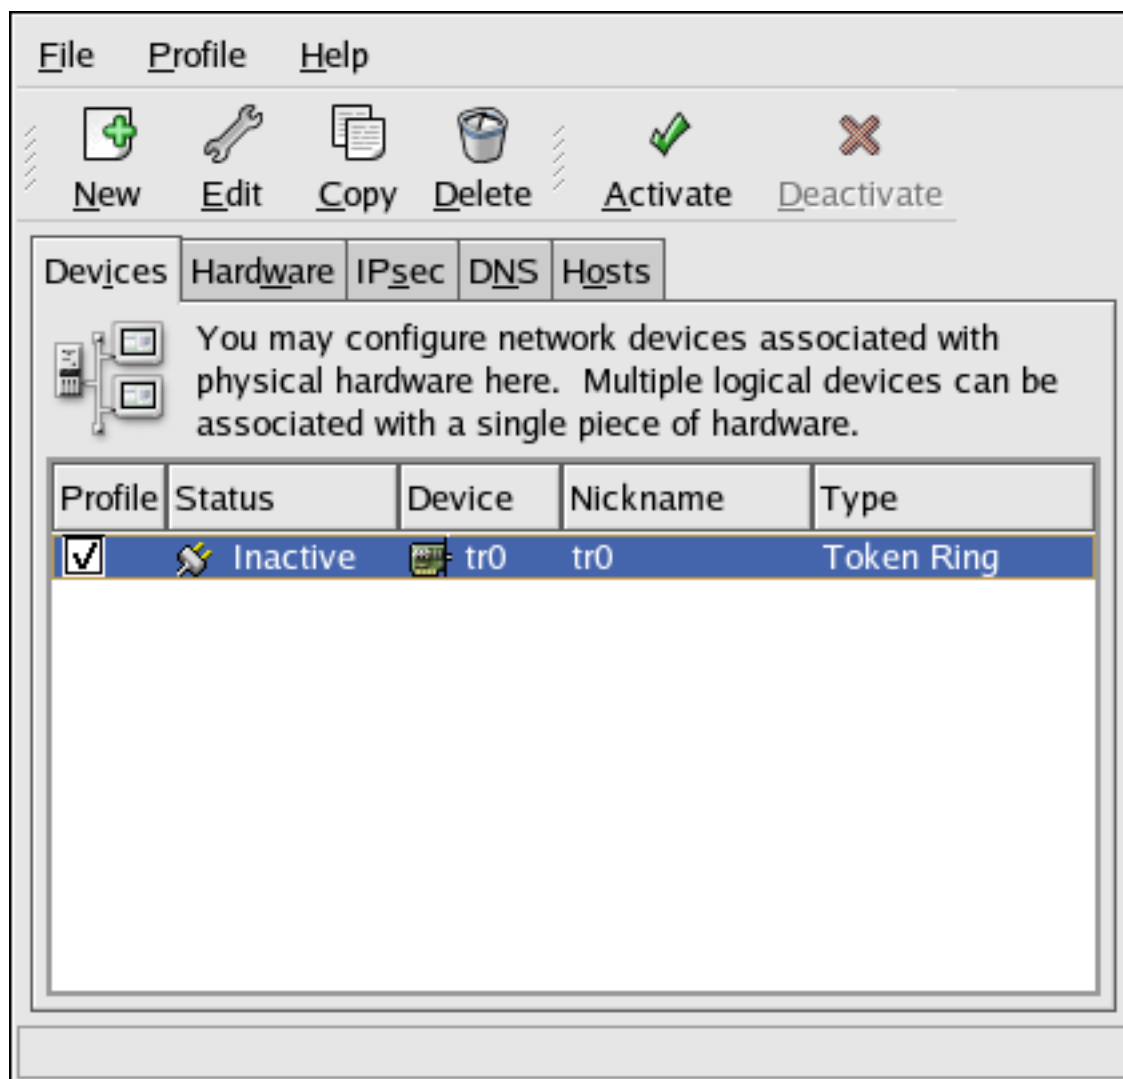 File Profile Help
New Edit Copy Delete Activate Deactivate
Devices Hardware IPsec DNS Hosts
You may configure network devices associated with
physical hardware here.  Multiple logical devices can be
associated with a single piece of hardware.
Profile Status Device Nickname Type
Inactive tr0 tr0 Token Ring